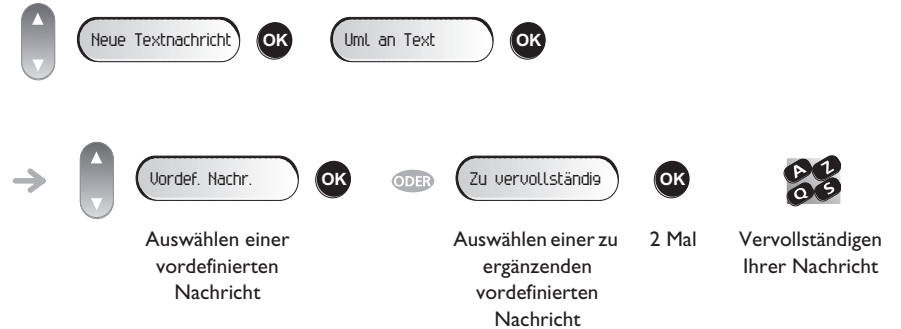 Neue Textnachricht OK Uml. an Text OK
Vordef. Nachr. OK ODER Zu vervollständig OK A Z Q S
Auswählen einer vordefinierten Nachricht
Auswählen einer zu ergänzenden vordefinierten Nachricht
2 Mal
Vervollständigen Ihrer Nachricht